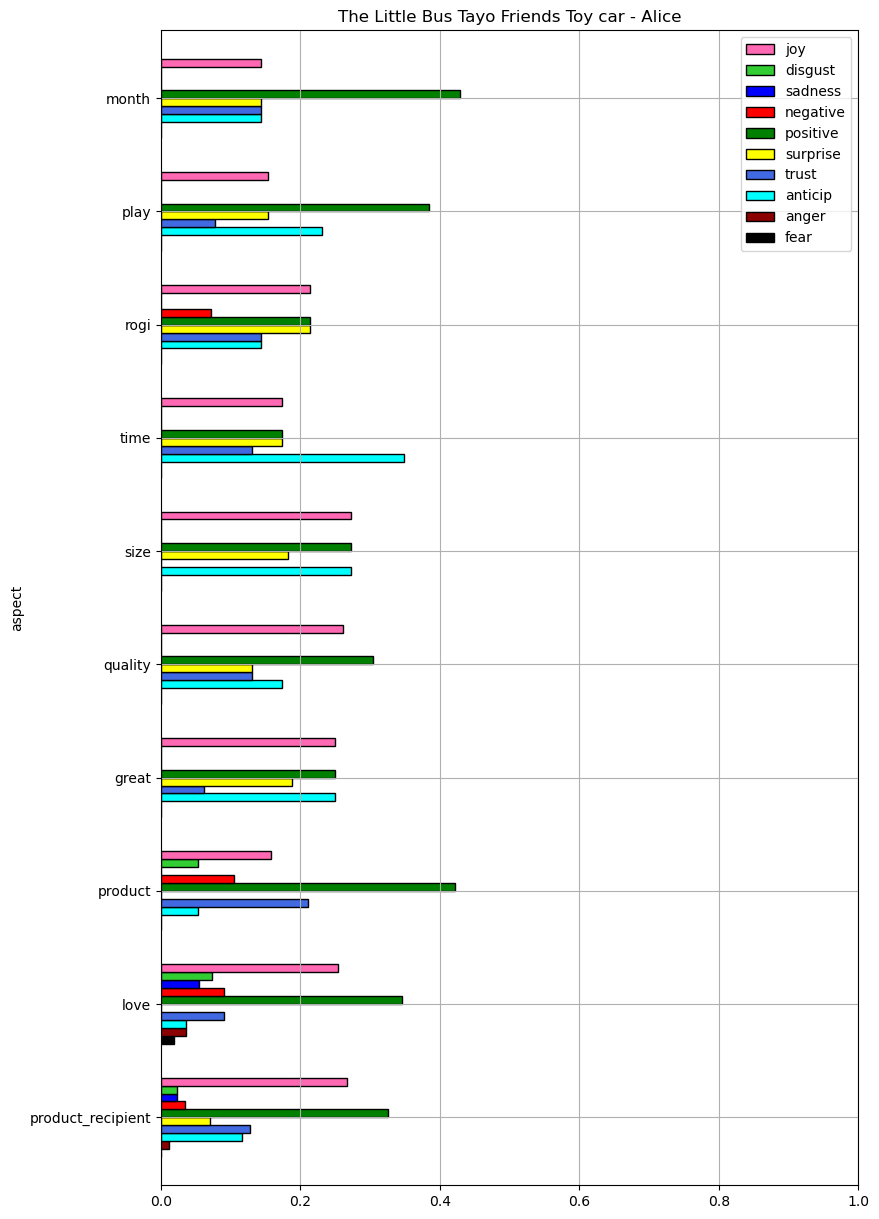 The Little Bus Tayo Friends Toy car - Alice
joy
disgust
sadness
negative
positive
surprise
trust
anticip
anger
fear
month
play
rogi
time
size
quality
great
product
love
product_recipient
aspect
0.0 0.2 0.4 0.6 0.8 1.0